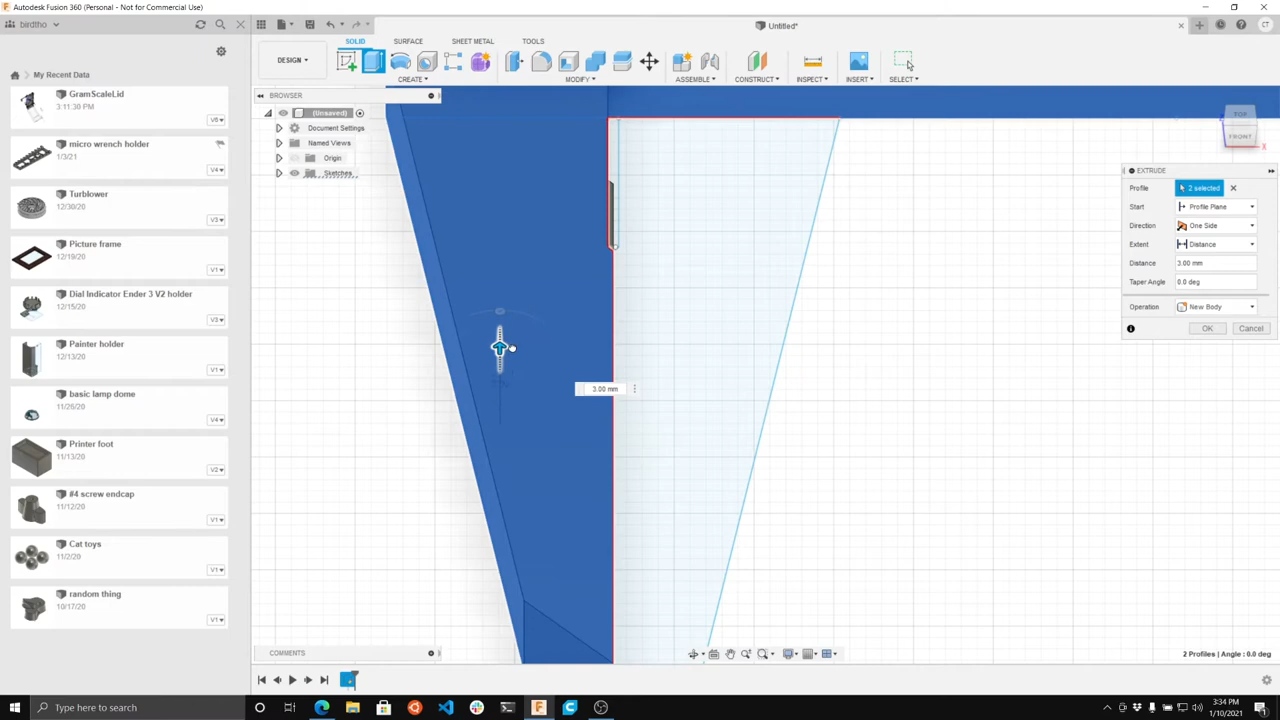 Autodesk Fusion 360 (Personal - Not for Commercial Use)
birdtho
Untitled*
CT
SOLID
SURFACE
SHEET METAL
TOOLS
DESIGN
CREATE
MODIFY
ASSEMBLE
CONSTRUCT
INSPECT
INSERT
SELECT
My Recent Data
GramScaleLid
3:11:30 PM
V6
micro wrench holder
1/3/21
V4
Turblower
12/30/20
V3
Picture frame
12/19/20
V1
Dial Indicator Ender 3 V2 holder
12/15/20
V3
Painter holder
12/13/20
V1
basic lamp dome
11/26/20
V4
Printer foot
11/13/20
V2
#4 screw endcap
11/12/20
V1
Cat toys
11/2/20
V1
random thing
10/17/20
V1
BROWSER
(Unsaved)
Document Settings
Named Views
Origin
Sketches
3.00 mm
TOP
FRONT
X
EXTRUDE
Profile
2 selected
Start
Profile Plane
Direction
One Side
Extent
Distance
Distance
3.00 mm
Taper Angle
0.0 deg
Operation
New Body
OK
Cancel
COMMENTS
2 Profiles | Angle : 0.0
Type here to search
3:34 PM
1/10/2021